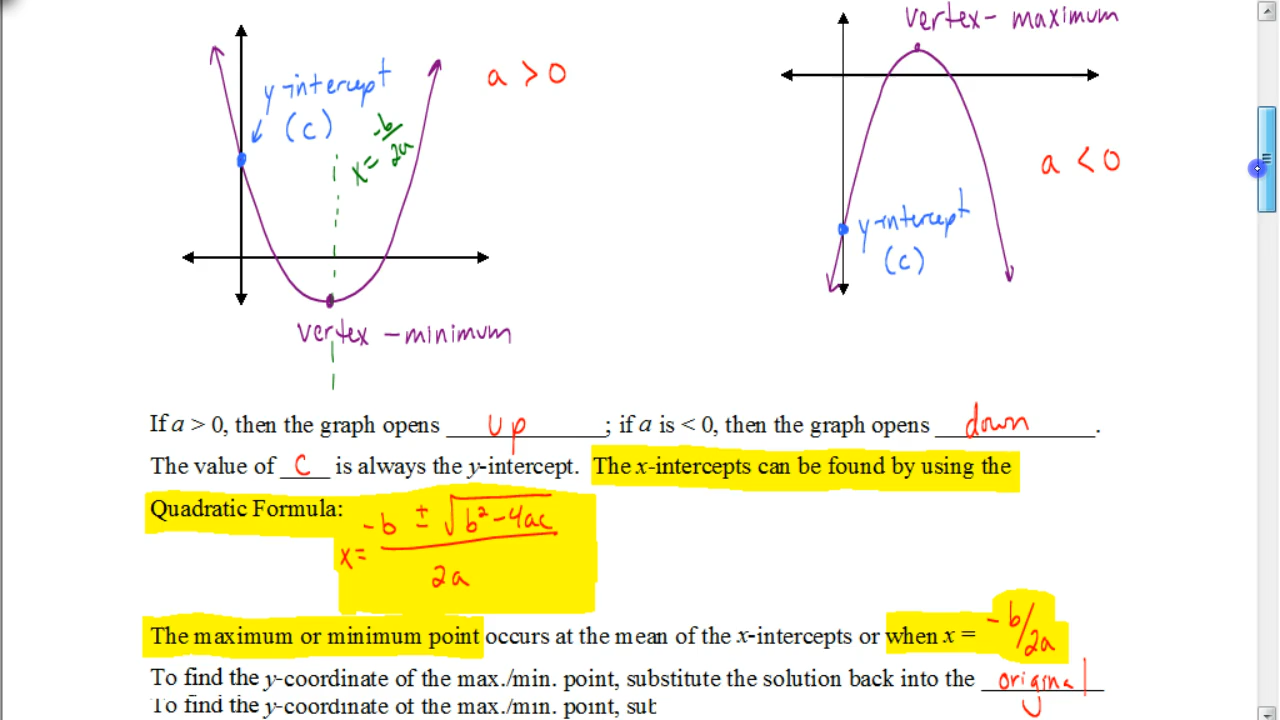 vertex - maximum
y-intercept
(c)
a > 0
x = -b/2a
a < 0
y-intercept
(c)
vertex - minimum
If a > 0, then the graph opens up; if a is < 0, then the graph opens down.
The value of c is always the y-intercept. The x-intercepts can be found by using the
Quadratic Formula: x = -b ± √b² - 4ac / 2a
The maximum or minimum point occurs at the mean of the x-intercepts or when x = -b/2a
To find the y-coordinate of the max./min. point, substitute the solution back into the original
To find the y-coordinate of the max./min. point, sub